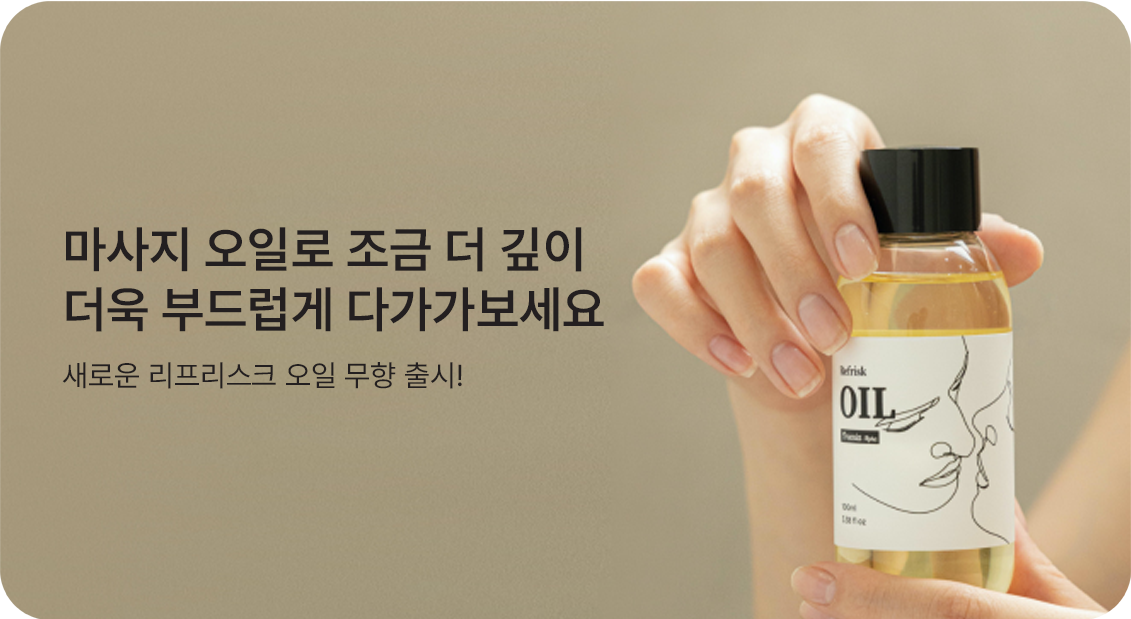 마사지 오일로 조금 더 깊이
더욱 부드럽게 다가가보세요
새로운 리프리스크 오일 무향 출시!
Refrisk
OIL
100ml